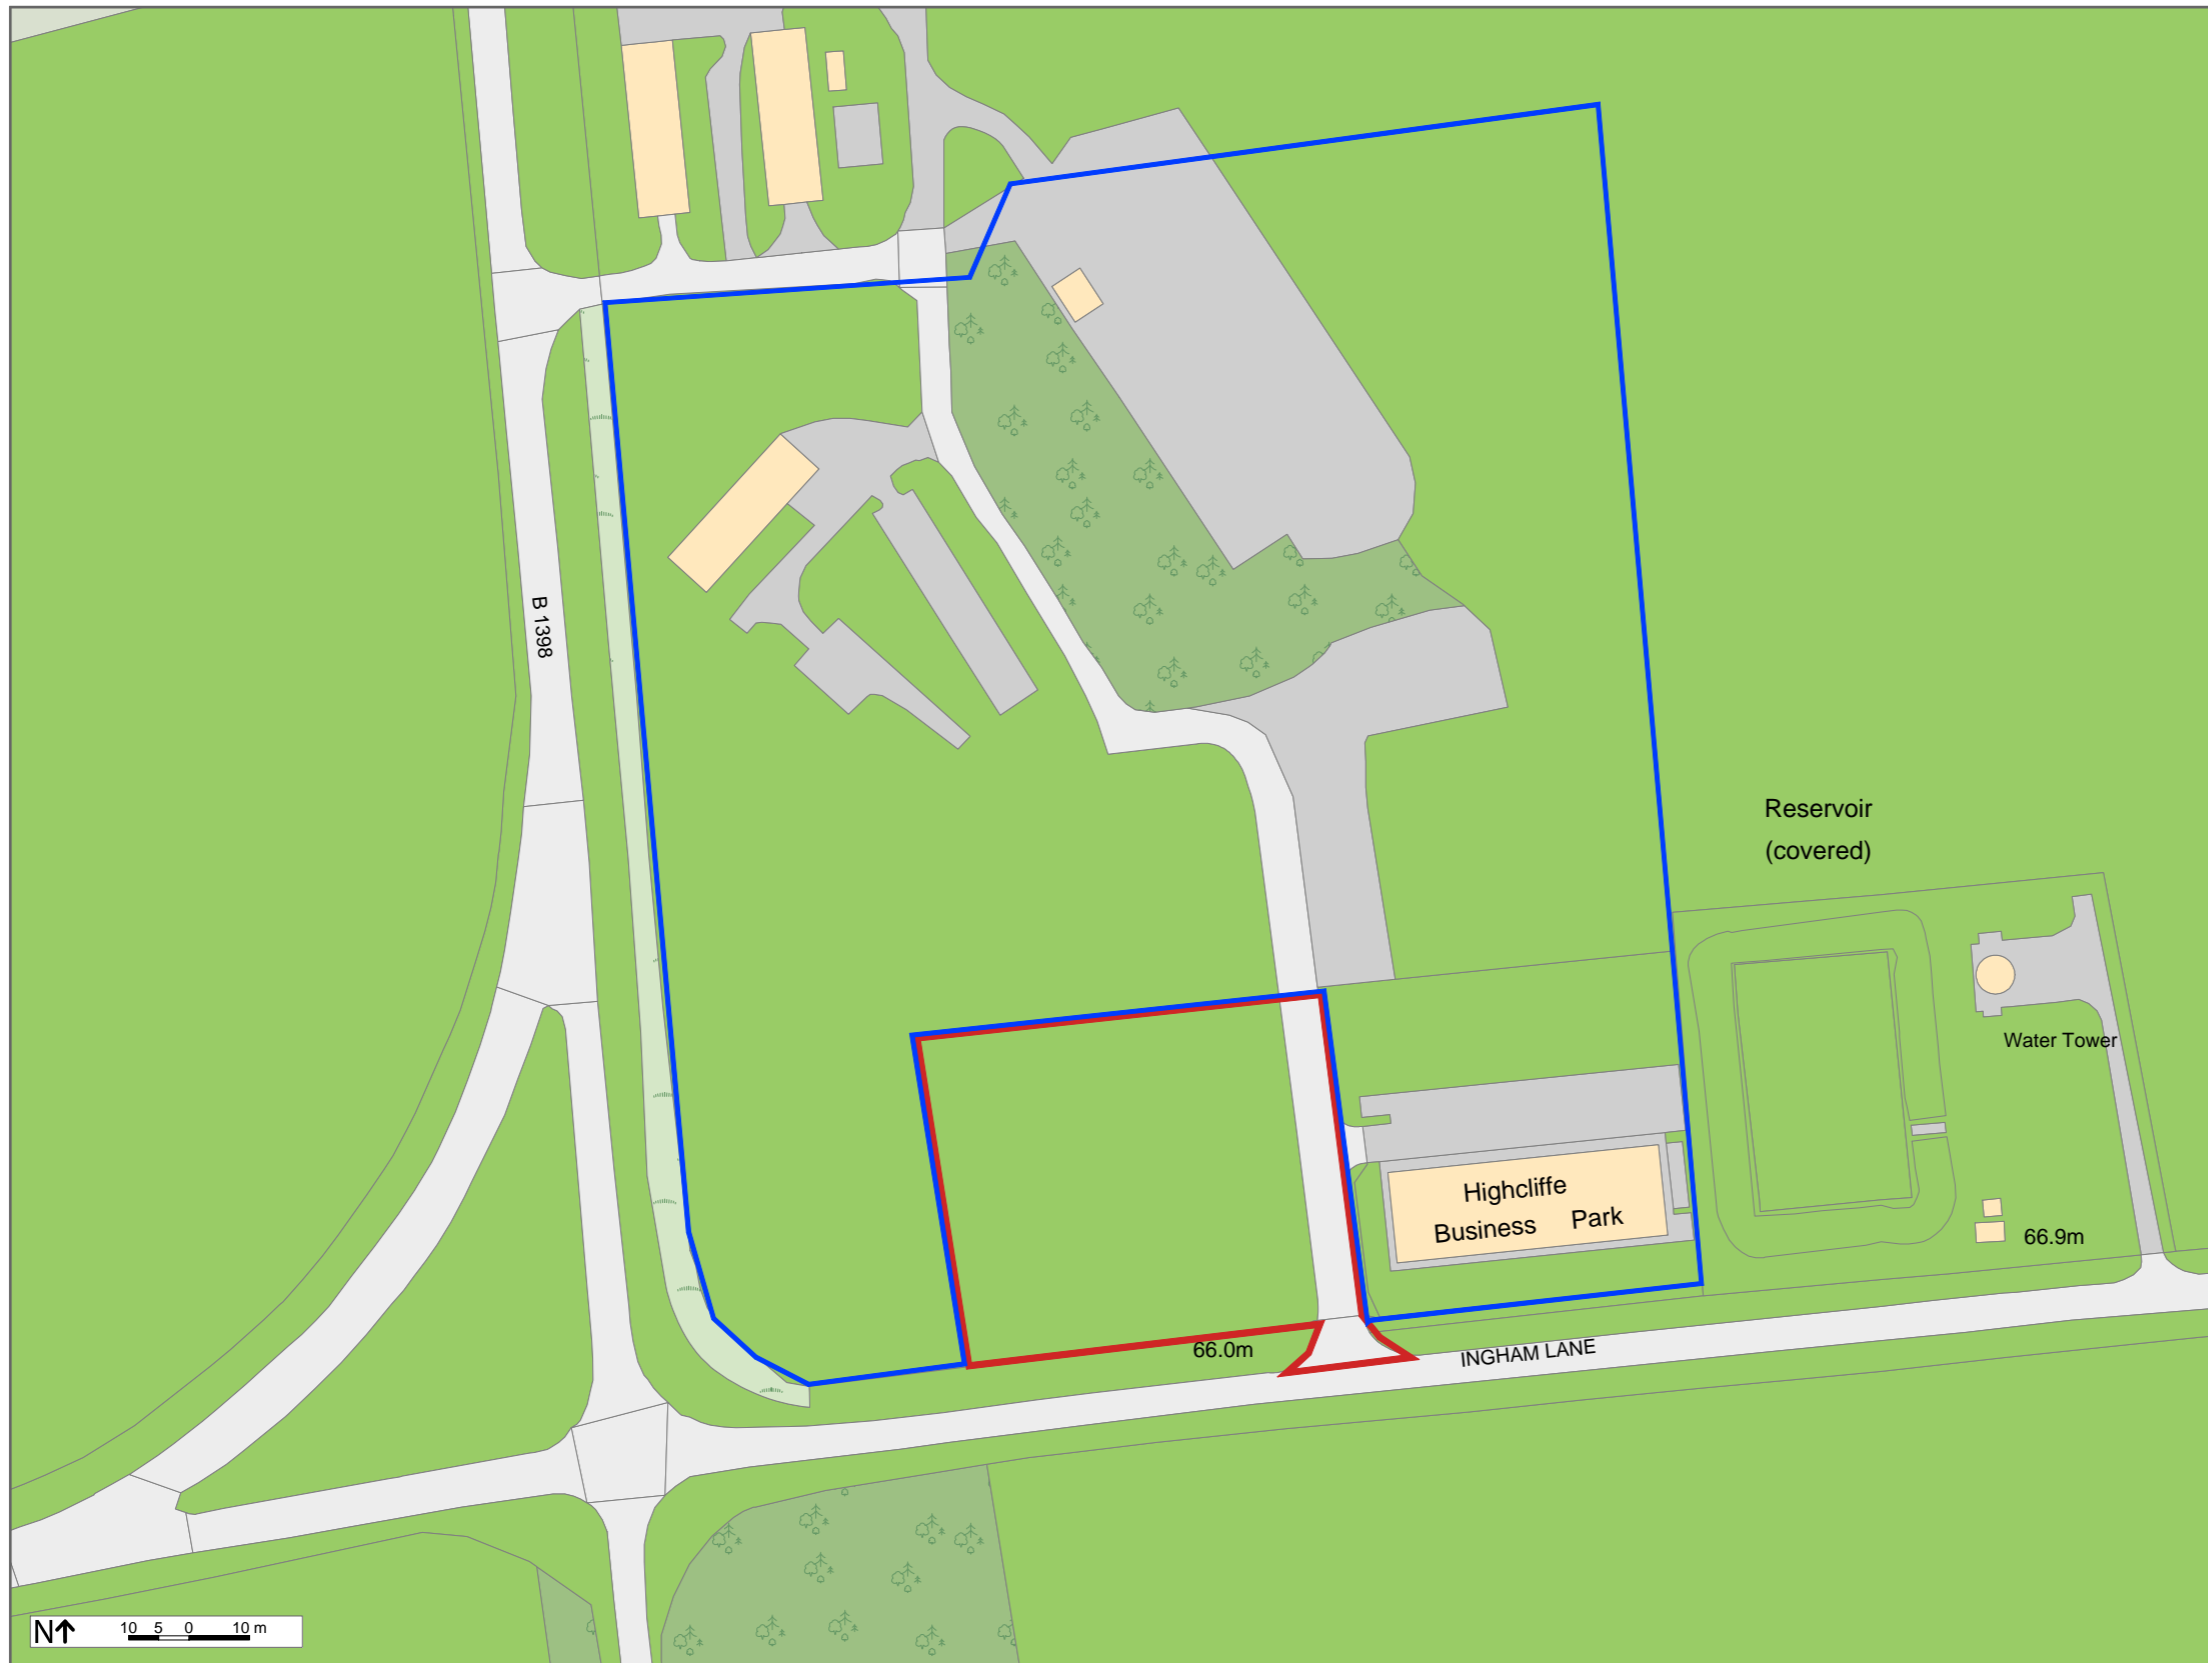 B 1398
Reservoir
(covered)
Water Tower
Highcliffe
Business Park
66.9m
66.0m
INGHAM LANE
N
10 5 0 10 m